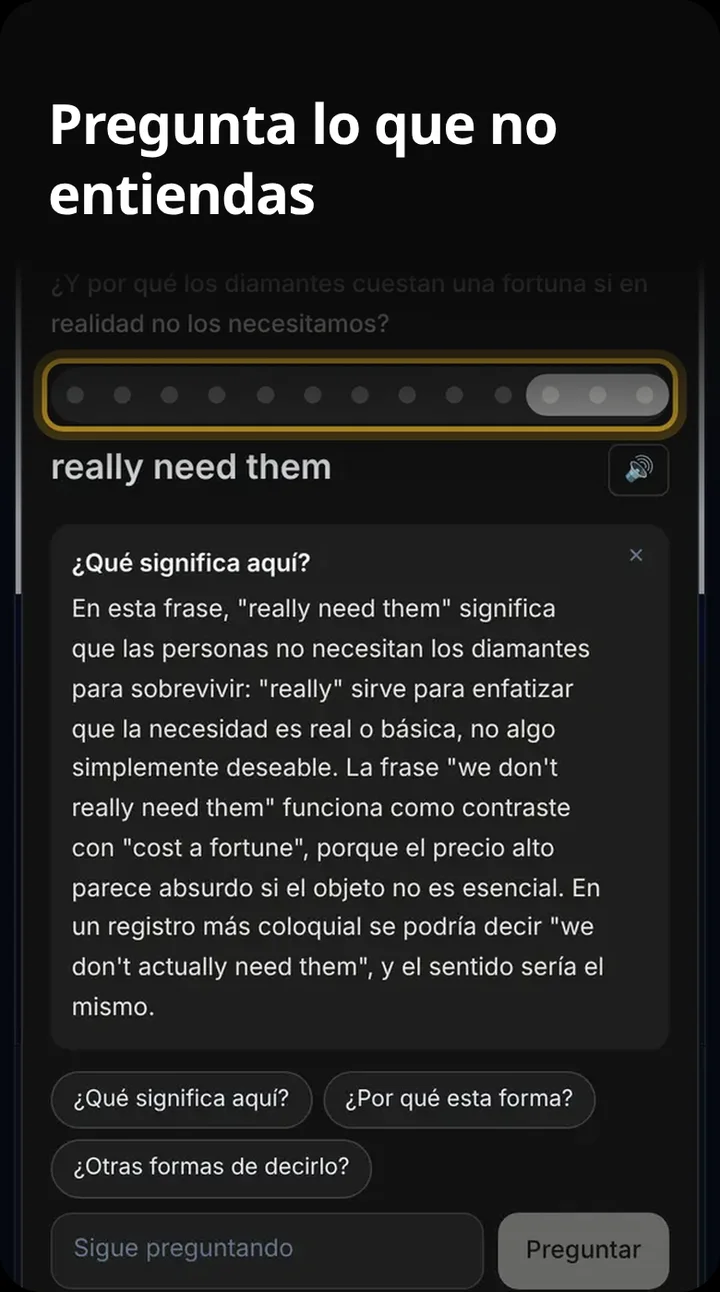 Pregunta lo que no
entiendas
¿Y por qué los diamantes cuestan una fortuna si en
realidad no los necesitamos?
really need them
¿Qué significa aquí?
En esta frase, "really need them" significa
que las personas no necesitan los diamantes
para sobrevivir: "really" sirve para enfatizar
que la necesidad es real o básica, no algo
simplemente deseable. La frase "we don't
really need them" funciona como contraste
con "cost a fortune", porque el precio alto
parece absurdo si el objeto no es esencial. En
un registro más coloquial se podría decir "we
don't actually need them", y el sentido sería el
mismo.
¿Qué significa aquí?
¿Por qué esta forma?
¿Otras formas de decirlo?
Sigue preguntando
Preguntar